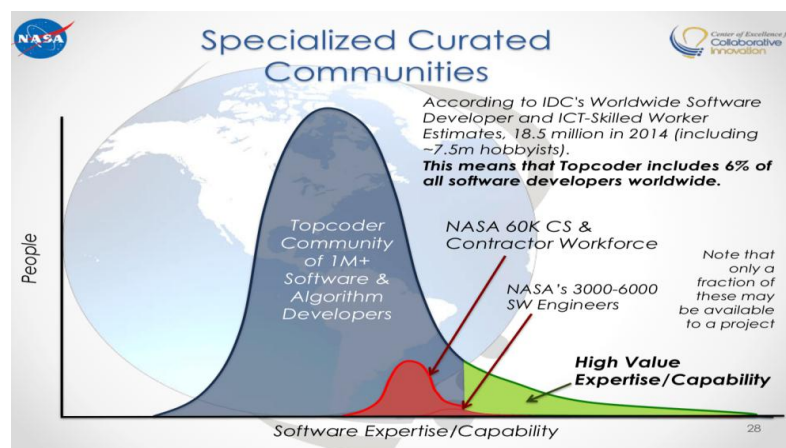 NASA
Specialized Curated
Communities
Center of Excellence f
Collaborative
Innovation
According to IDC's Worldwide Software
Developer and ICT-Skilled Worker
Estimates, 18.5 million in 2014 (including
~7.5m hobbyists).
This means that Topcoder includes 6% of
all software developers worldwide.
Topcoder
Community
of 1M+
Software &
Algorithm
Developers
NASA 60K CS &
Contractor Workforce
NASA's 3000-6000
SW Engineers
Note that
only a
fraction of
these may
be available
to a project
High Value
Expertise/Capability
People
Software Expertise/Capability
28